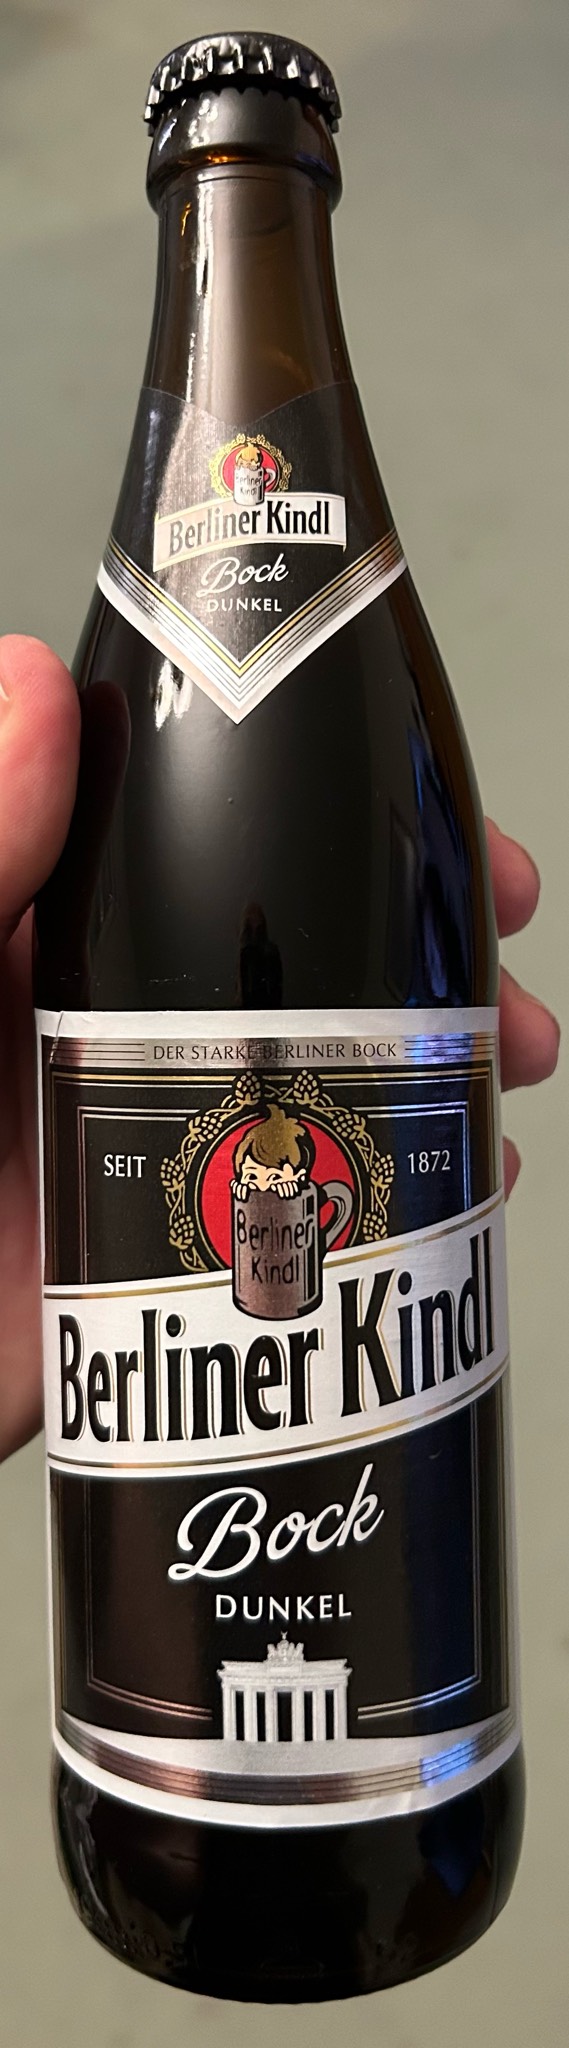 Berliner
Kindl
Berliner Kindl
Bock
DUNKEL
DER STARKE BERLINER BOCK
SEIT 1872
Berliner
Kindl
Berliner Kindl
Bock
DUNKEL